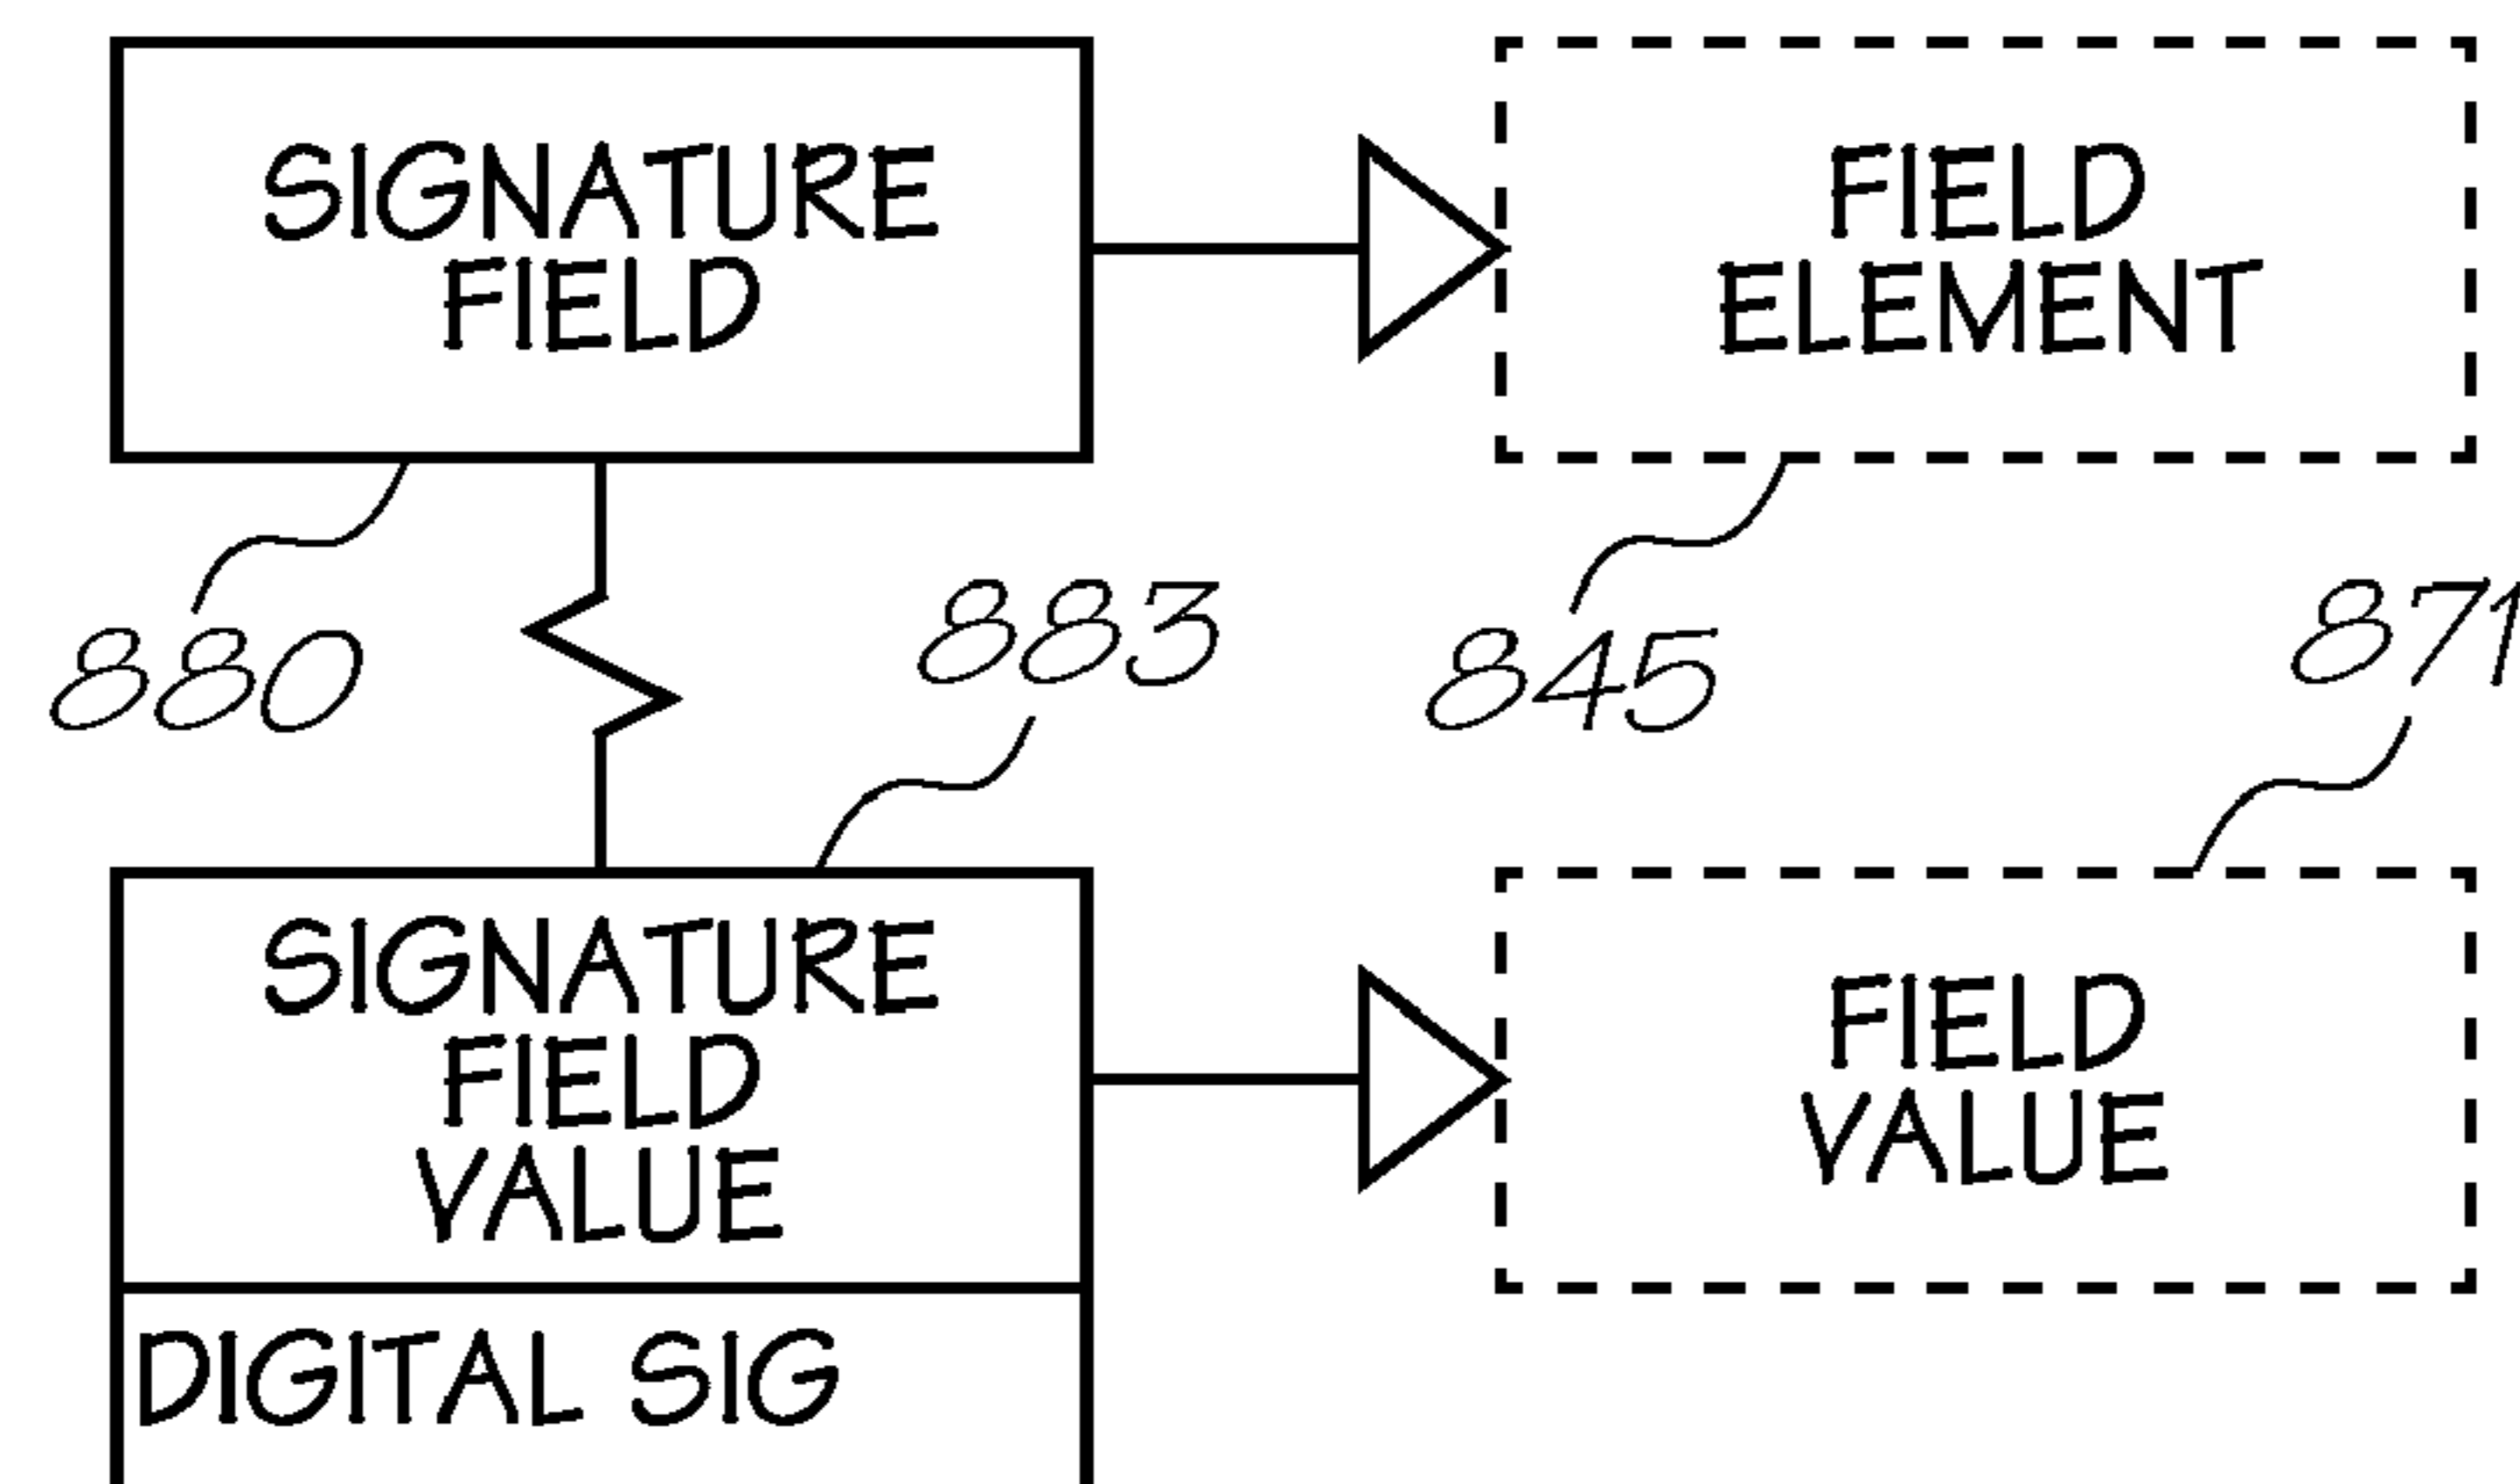 SIGNATURE
FIELD
FIELD
ELEMENT
880
883
845
871
SIGNATURE
FIELD
VALUE
FIELD
VALUE
DIGITAL SIG